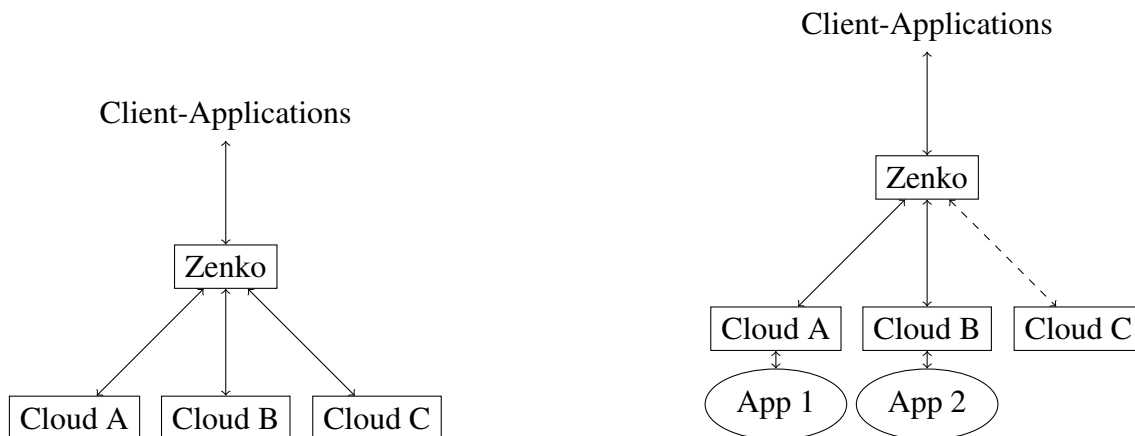 Client-Applications
Zenko
Cloud A
Cloud B
Cloud C
Client-Applications
Zenko
Cloud A
Cloud B
Cloud C
App 1
App 2